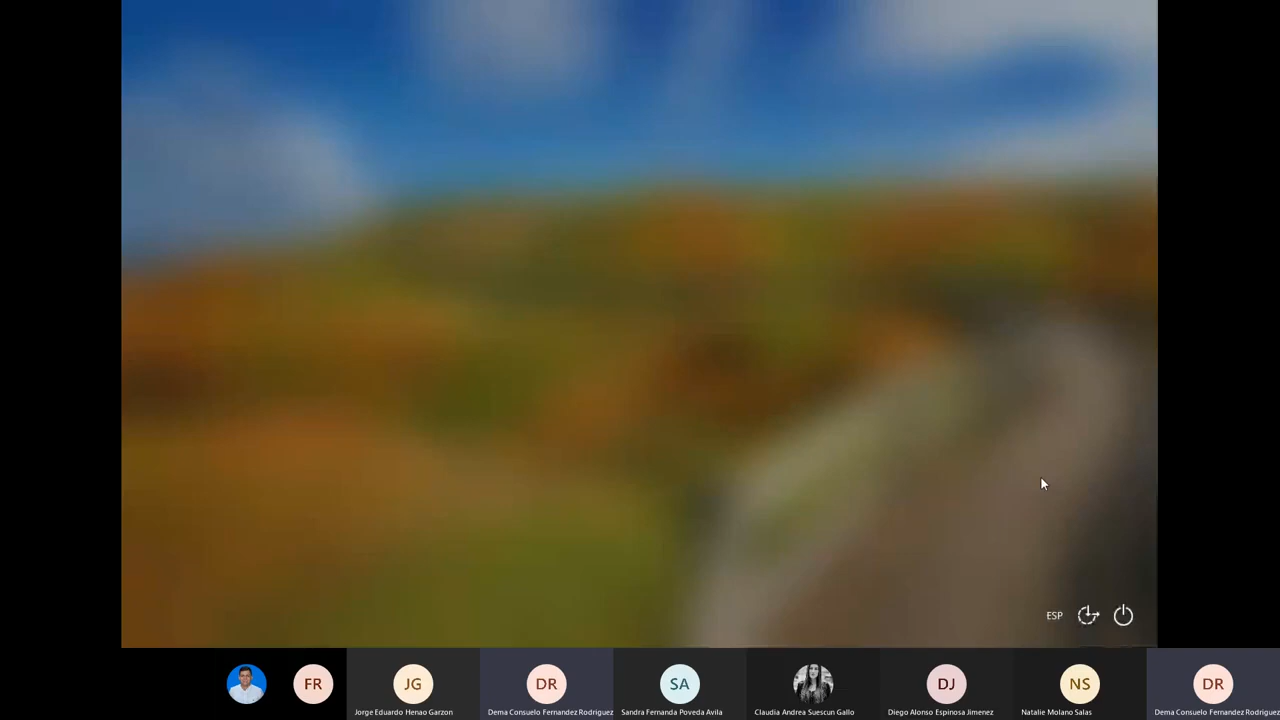 ESP
FR
JG
DR
SA
DJ
NS
DR
Jorge Eduardo Henao Garzon
Dema Consuelo Fernandez Rodriguez
Sandra Fernanda Poveda Avila
Claudia Andrea Suescun Gallo
Diego Alonso Espinosa Jimenez
Natalie Molano Salas
Dema Consuelo Fernandez Rodriguez